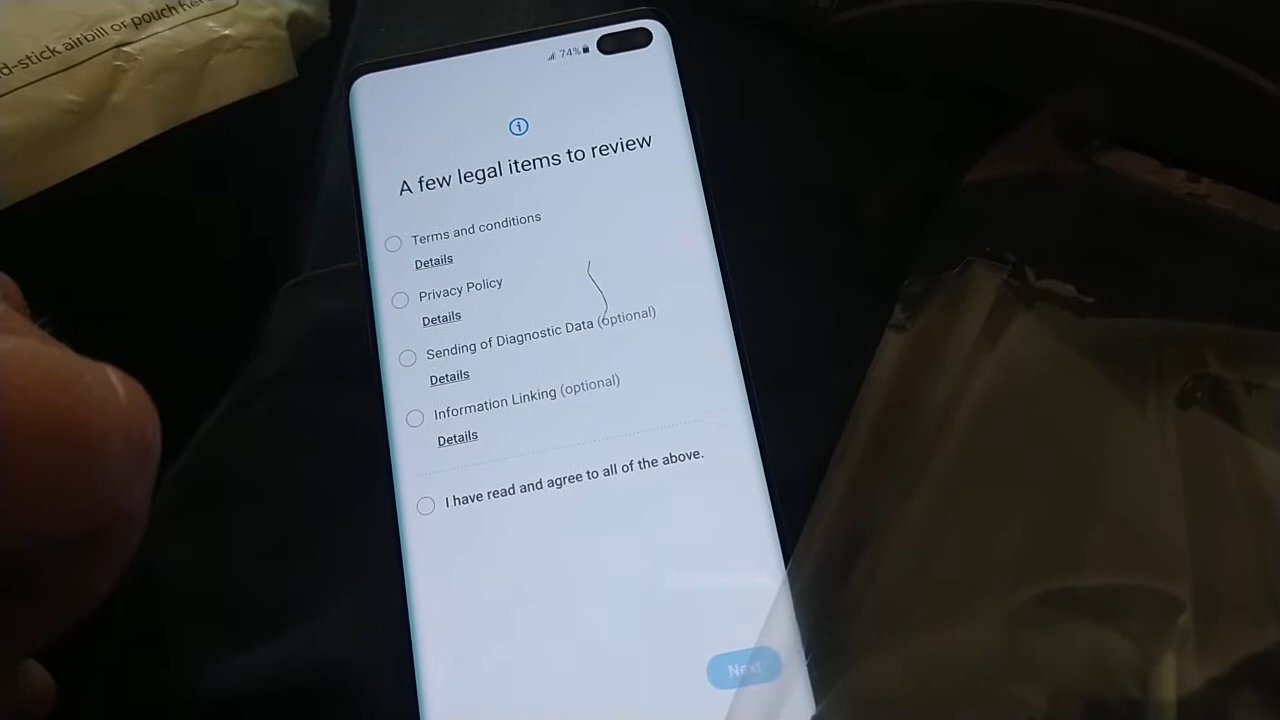 d-stick airbill or pouch here
74%
A few legal items to review
Terms and conditions
Details
Privacy Policy
Details
Sending of Diagnostic Data (optional)
Details
Information Linking (optional)
Details
I have read and agree to all of the above.
Next